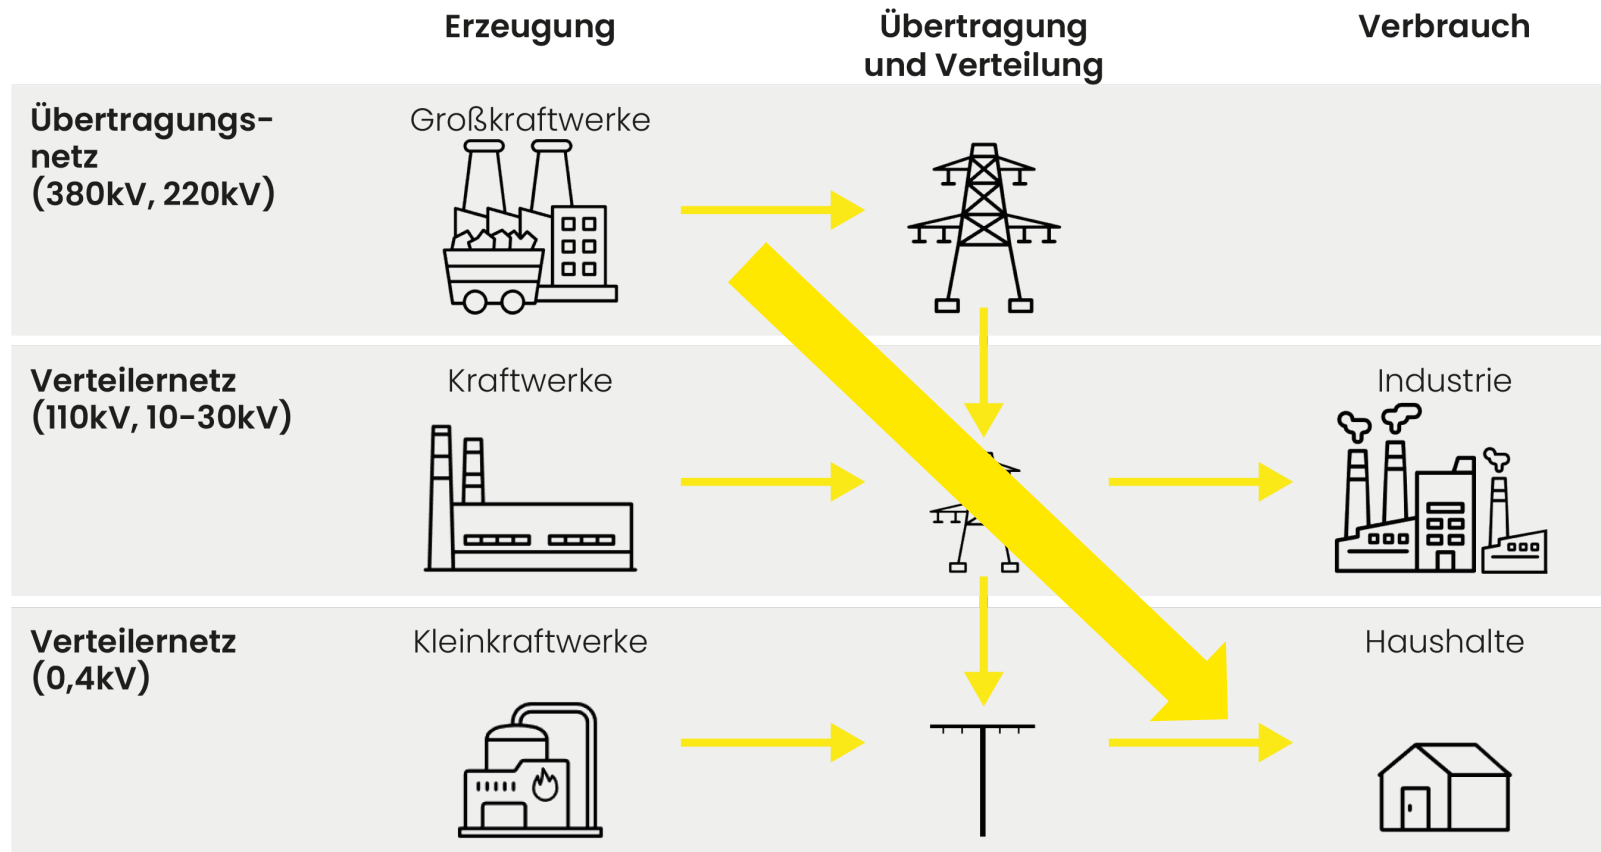 Erzeugung
Übertragung
und Verteilung
Verbrauch
Übertragungs-
netz
(380kV, 220kV)
Großkraftwerke
Verteilernetz
(110kV, 10-30kV)
Kraftwerke
Industrie
Verteilernetz
(0,4kV)
Kleinkraftwerke
Haushalte